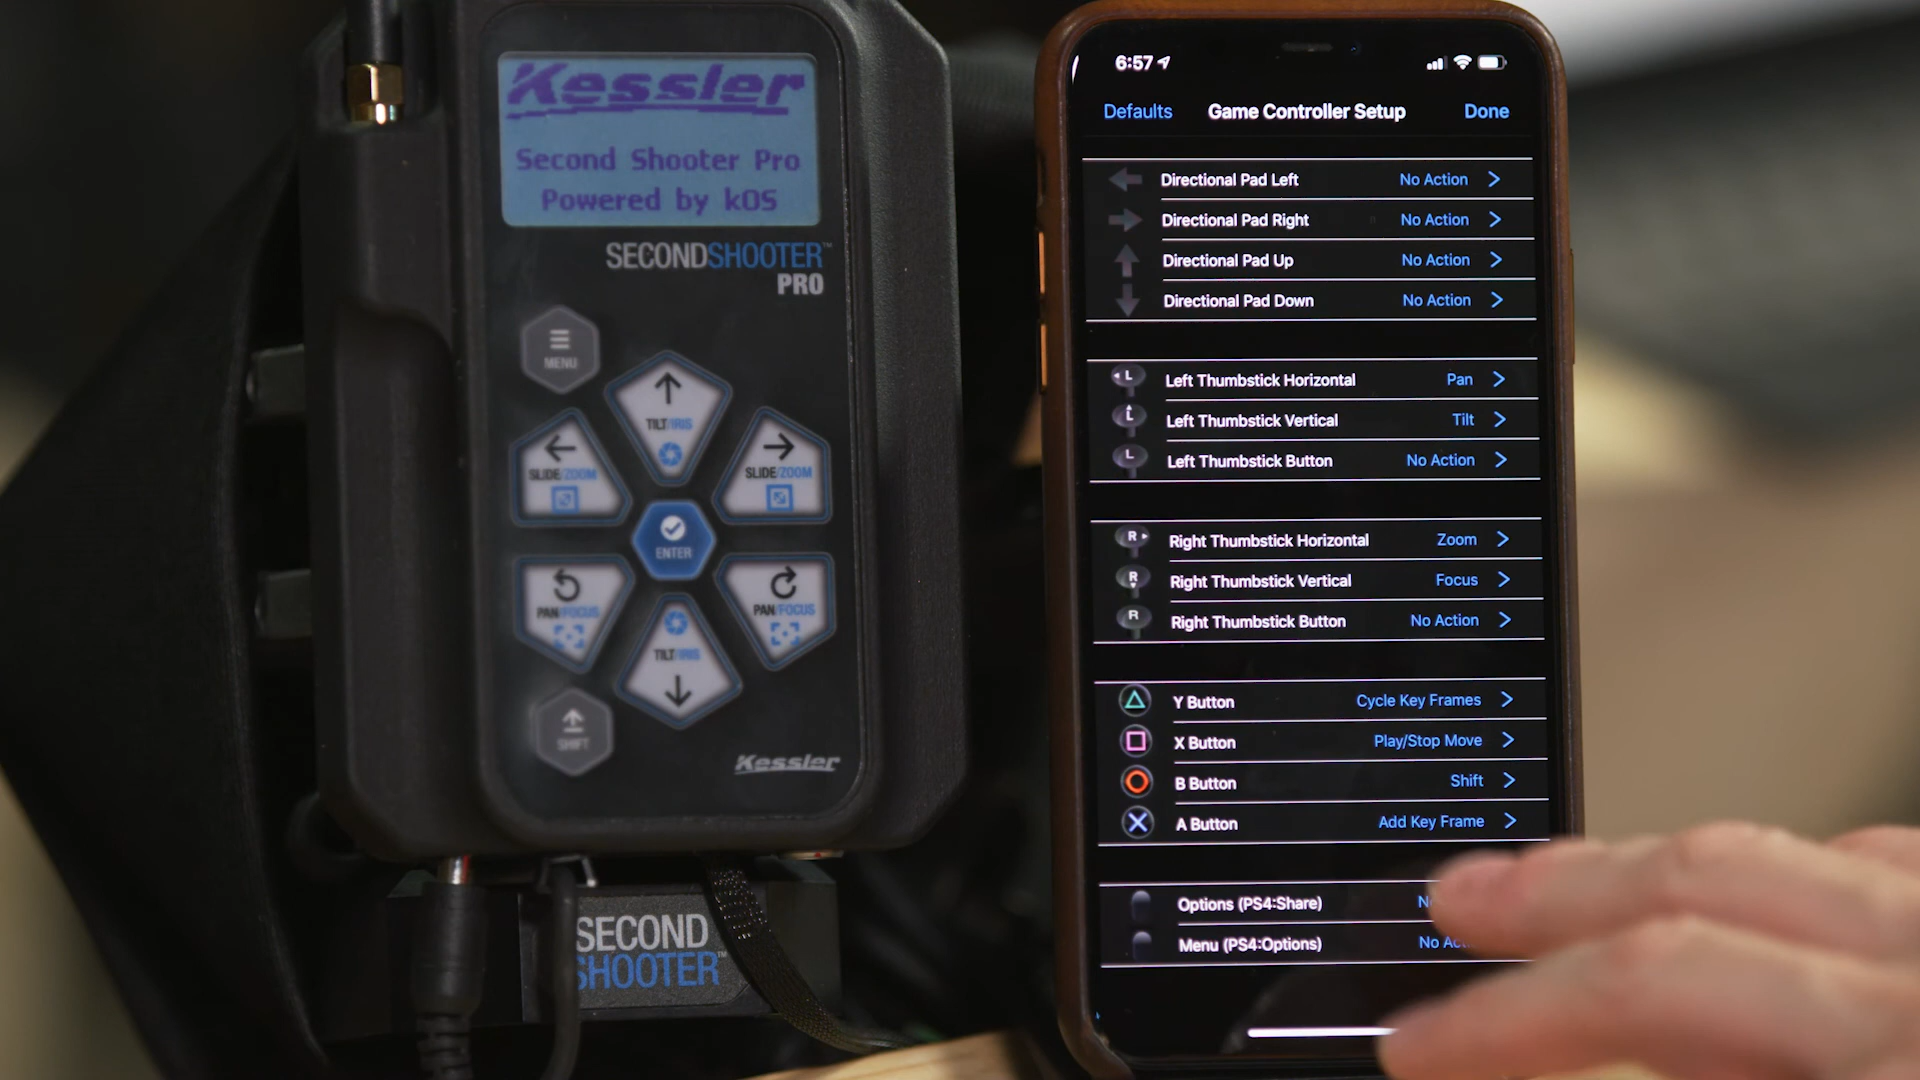 Kessler
Second Shooter Pro
Powered by kOS
SECONDSHOOTER™
PRO
MENU
TILT/IRIS
SLIDE/ZOOM
SLIDE/ZOOM
ENTER
PAN/FOCUS
PAN/FOCUS
TILT/IRIS
SHIFT
Kessler
SECOND
SHOOTER™
6:57
Defaults Game Controller Setup Done
Directional Pad Left No Action
Directional Pad Right No Action
Directional Pad Up No Action
Directional Pad Down No Action
L Left Thumbstick Horizontal Pan
L Left Thumbstick Vertical Tilt
L Left Thumbstick Button No Action
R Right Thumbstick Horizontal Zoom
R Right Thumbstick Vertical Focus
R Right Thumbstick Button No Action
Y Button Cycle Key Frames
X Button Play/Stop Move
B Button Shift
A Button Add Key Frame
Options (PS4:Share)
Menu (PS4:Options) No